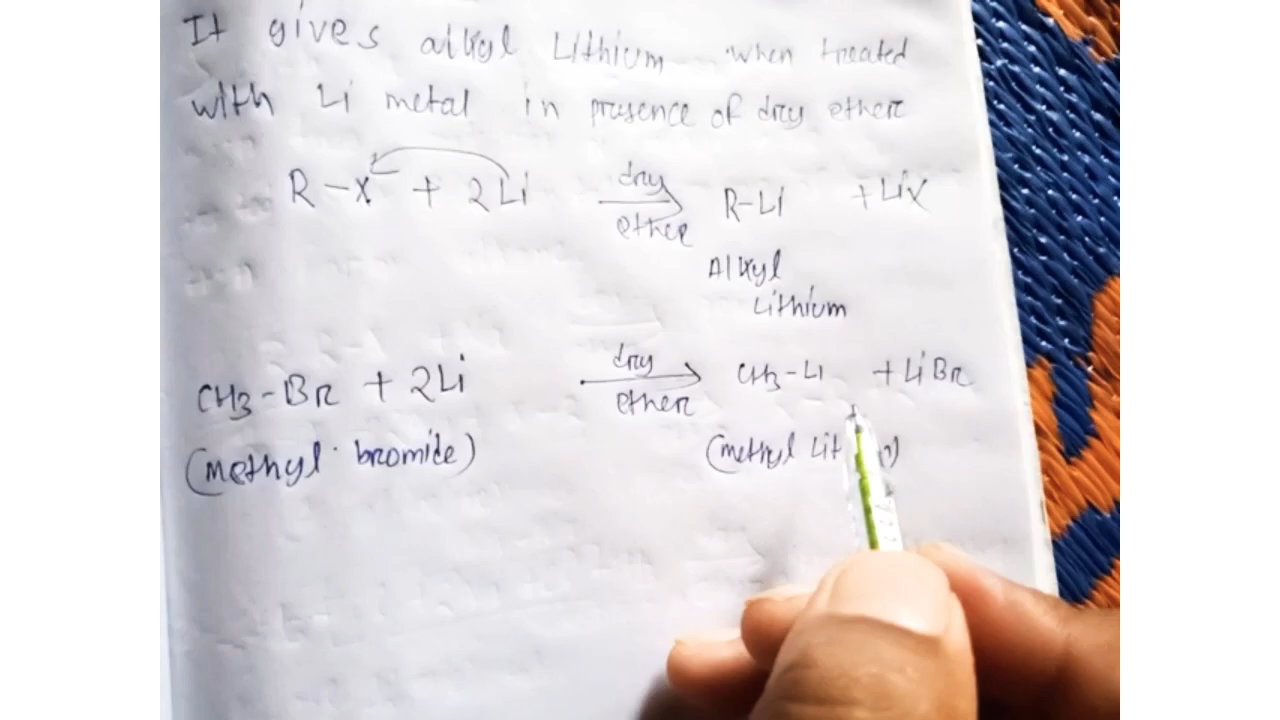 It gives alkyl Lithium when treated
with Li metal in presence of dry ether
R-X + 2Li dry ether R-Li + LiX
Alkyl
Lithium
CH3-Br + 2Li dry ether CH3-Li + LiBr
(Methyl bromide) (methyl